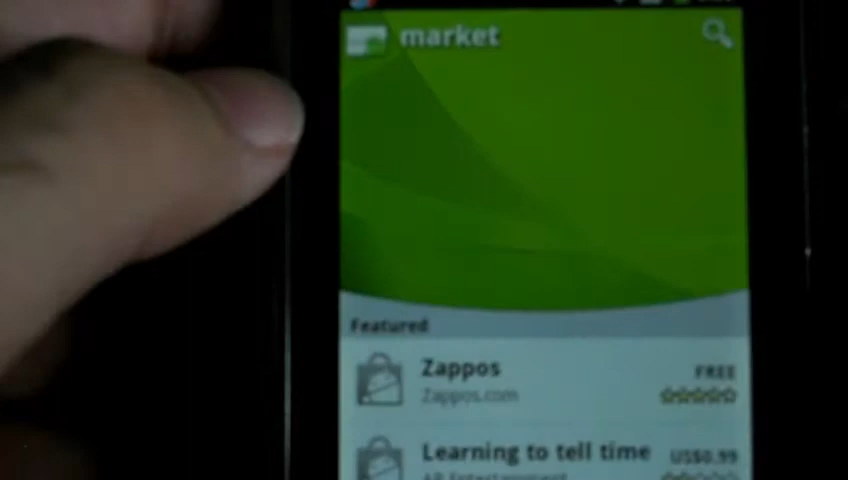 market
Featured
Zappos
FREE
Zappos.com
Learning to tell time
US$0.99